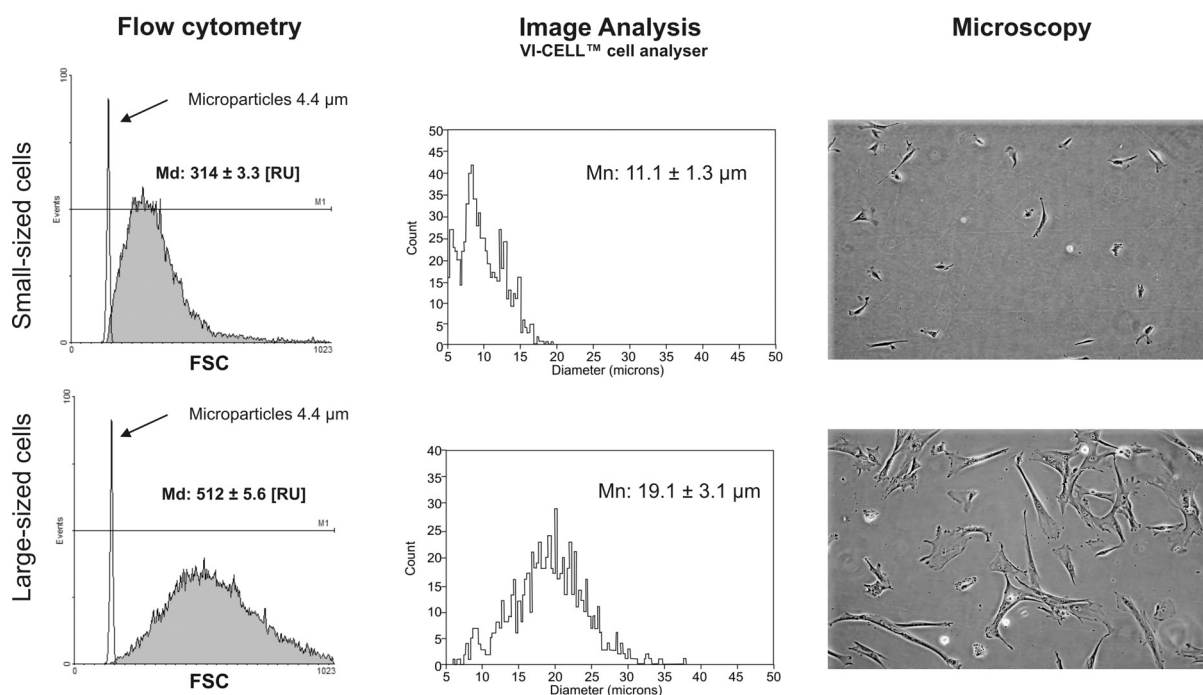 Flow cytometry
Image Analysis
VI-CELL™ cell analyser
Microscopy
Small-sized cells
100
Events
0
Microparticles 4.4 µm
Md: 314 ± 3.3 [RU]
M1
0
1023
FSC
50
45
40
35
30
25
20
15
10
5
0
Count
Mn: 11.1 ± 1.3 µm
5 10 15 20 25 30 35 40 45 50
Diameter (microns)
Large-sized cells
100
Events
0
Microparticles 4.4 µm
Md: 512 ± 5.6 [RU]
M1
0
1023
FSC
40
35
30
25
20
15
10
5
0
Count
Mn: 19.1 ± 3.1 µm
5 10 15 20 25 30 35 40 45 50
Diameter (microns)